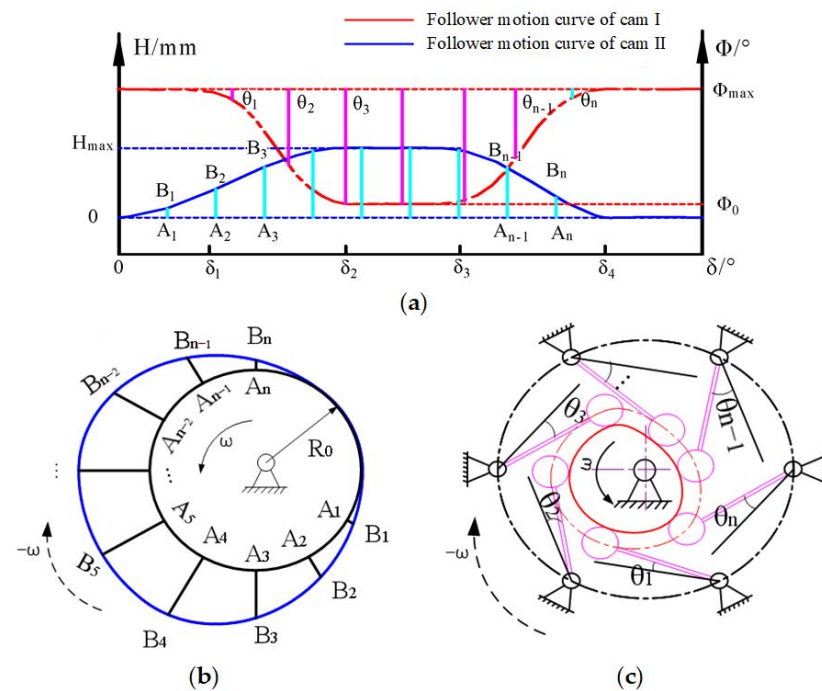 H/mm
Follower motion curve of cam I
Follower motion curve of cam II
Φ/°
θ1 θ2 θ3 θn-1 θn Φmax
Hmax B1 B2 B3 Bn-1 Bn
0 A1 A2 A3 An-1 An Φ0
0 δ1 δ2 δ3 δ4 δ/°
(a)
Bn-2 Bn-1 Bn
An-2 An-1 An
ω R0
...
A5 A4 A3 A2 A1 B1
-ω B5 B4 B3 B2
(b)
...
θ3 θn-1
ω
θ2 θn
θ1
-ω
(c)